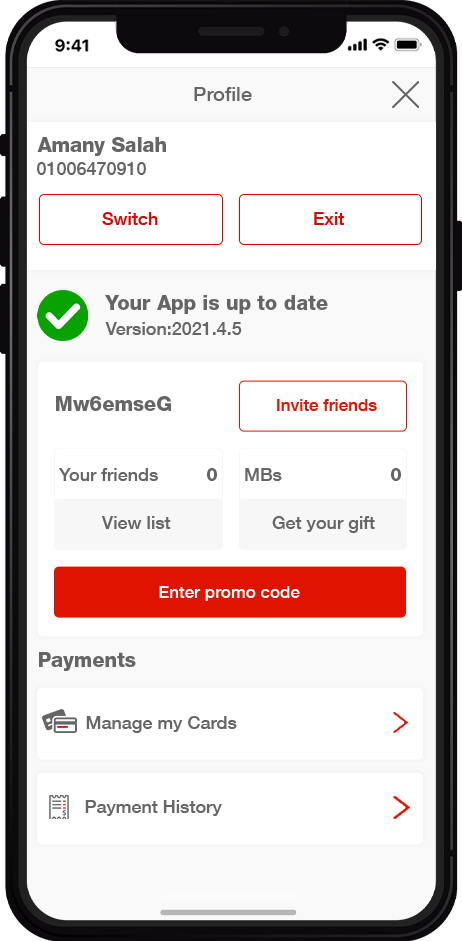 9:41
Profile
Amany Salah
01006470910
Switch
Exit
Your App is up to date
Version:2021.4.5
Mw6emseG
Invite friends
Your friends 0
MBs 0
View list
Get your gift
Enter promo code
Payments
Manage my Cards
Payment History